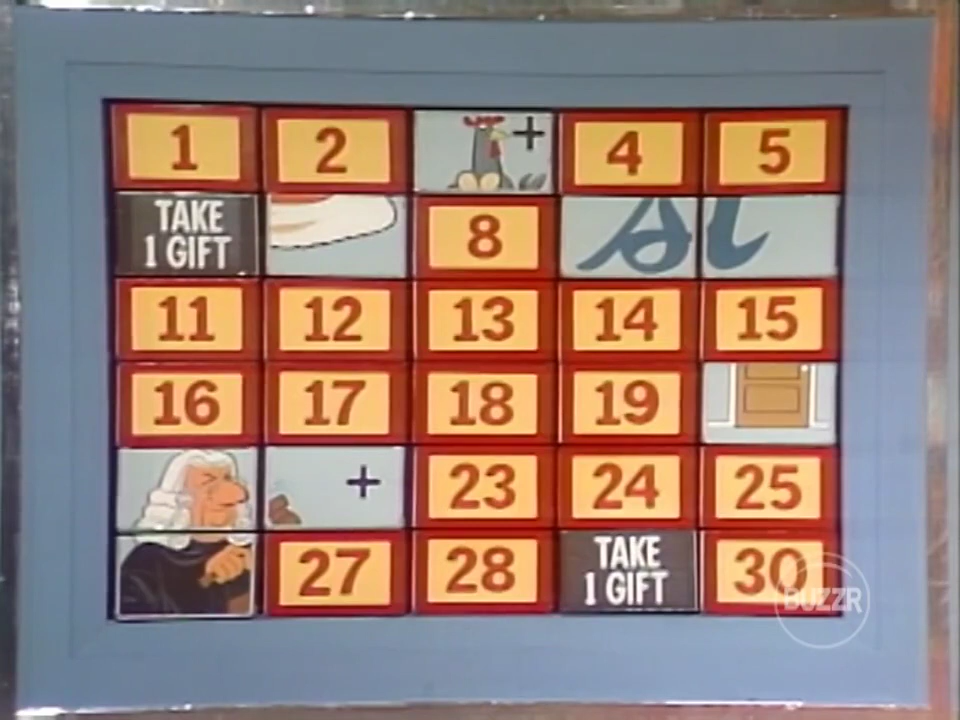 1 2 + 4 5
TAKE
1 GIFT
8 sl
11 12 13 14 15
16 17 18 19
+ 23 24 25
27 28
TAKE
1 GIFT
30
BUZZR